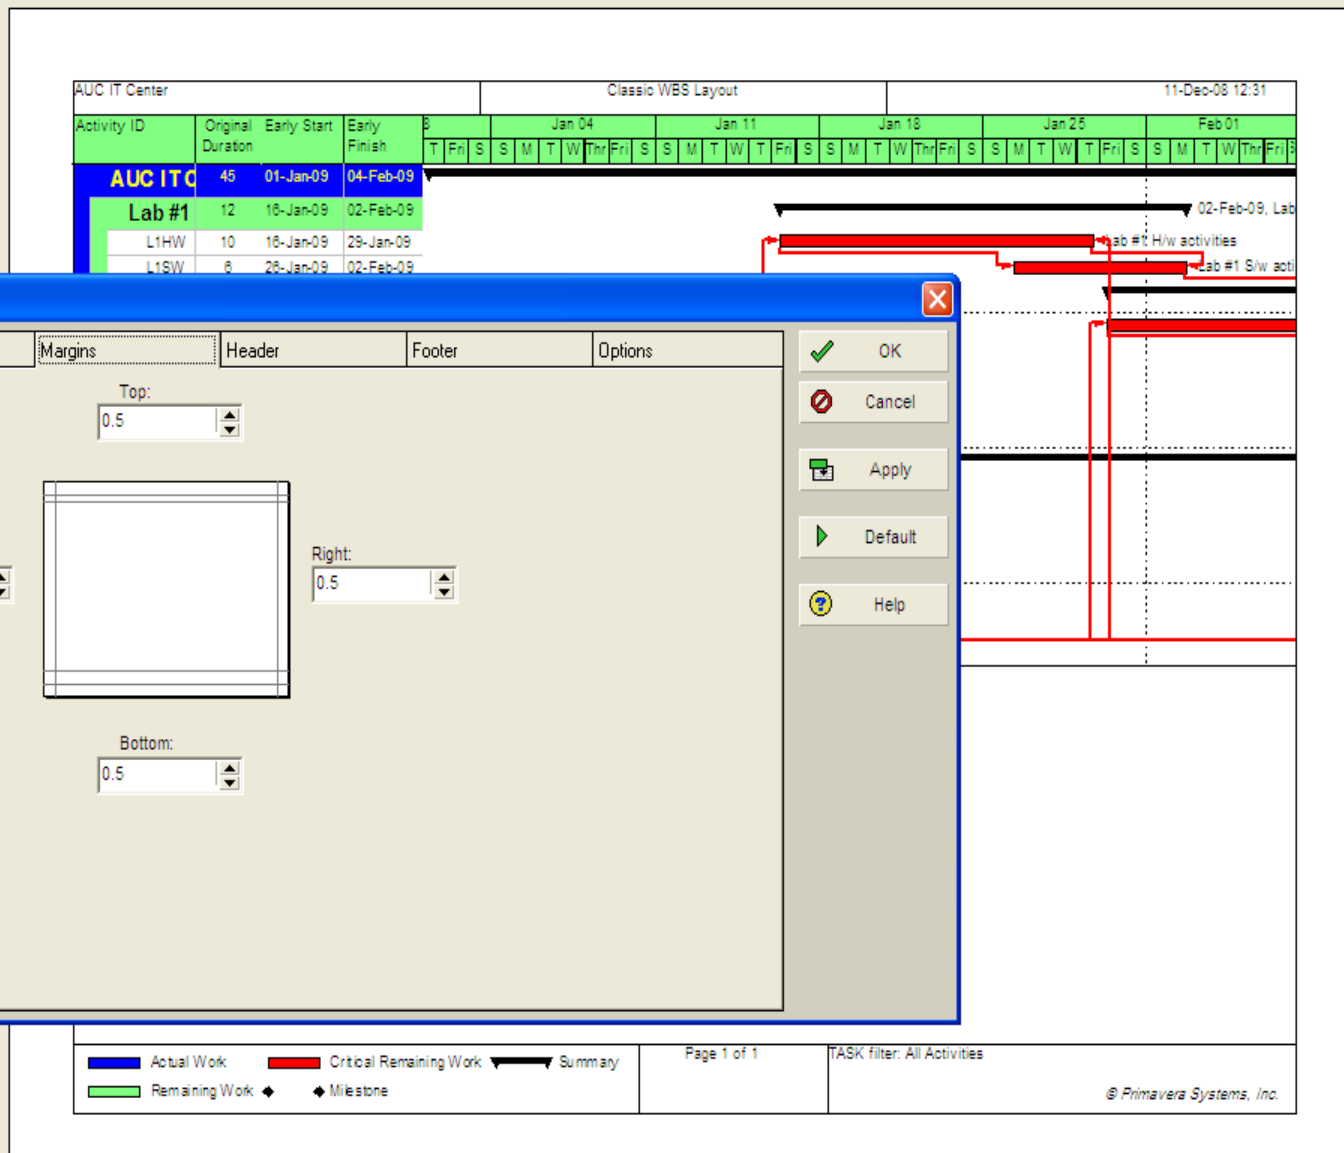 AUC IT Center Classic WBS Layout 11-Dec-08 12:31
Activity ID Original Duration Early Start Early Finish Jan 04 Jan 11 Jan 18 Jan 25 Feb 01
T Fri S S M T W Thr Fri S S M T W T Fri S S M T W Thr Fri S S M T W T Fri S S M T W Thr Fri
AUC IT C 45 01-Jan-09 04-Feb-09
Lab #1 12 16-Jan-09 02-Feb-09 02-Feb-09, Lab
L1HW 10 16-Jan-09 29-Jan-09 Lab #1 H/w activities
L1SW 6 26-Jan-09 02-Feb-09 Lab #1 S/w acti
Margins Header Footer Options
OK
Cancel
Apply
Default
Help
Top:
0.5
Right:
0.5
Bottom:
0.5
Actual Work Critical Remaining Work Summary
Remaining Work Milestone
Page 1 of 1
TASK filter: All Activities
© Primavera Systems, Inc.